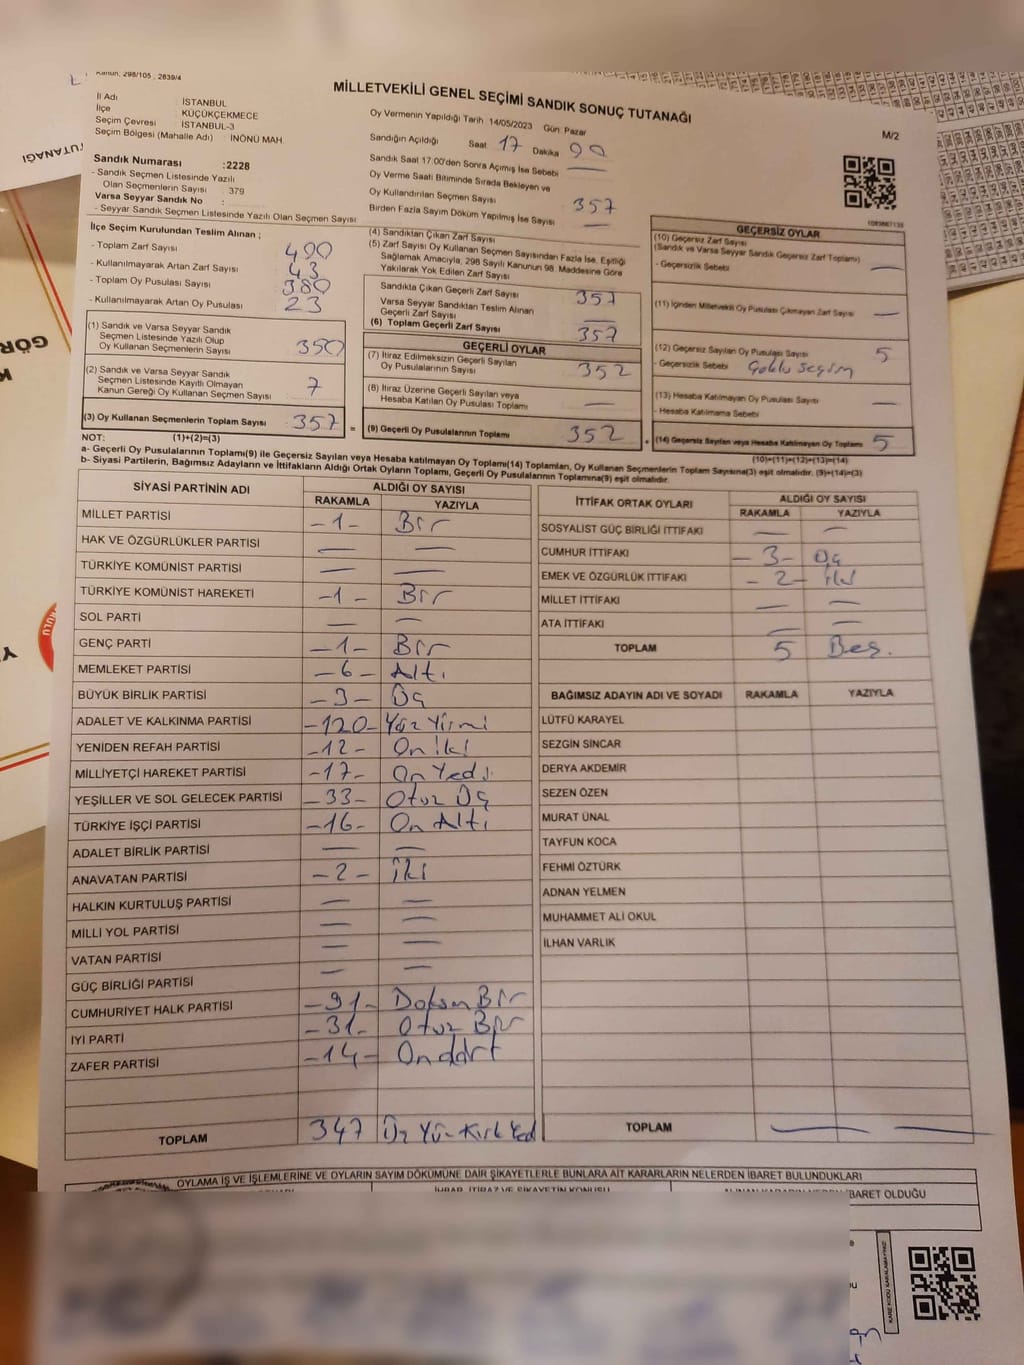 Kanun: 298/105 , 2839/4
MİLLETVEKİLİ GENEL SEÇİMİ SANDIK SONUÇ TUTANAĞI
M/2
İl Adı : İSTANBUL
İlçe : KÜÇÜKÇEKMECE
Seçim Çevresi : İSTANBUL-3
Seçim Bölgesi (Mahalle Adı) İNÖNÜ MAH
Sandık Numarası :2228
- Sandık Seçmen Listesinde Yazılı
Olan Seçmenlerin Sayısı : 379
Varsa Seyyar Sandık No :
- Seyyar Sandık Seçmen Listesinde Yazılı Olan Seçmen Sayısı :
Oy Vermenin Yapıldığı Tarih 14/05/2023 Gün: Pazar
Sandığın Açıldığı Saat 17 Dakika 00
Sandık Saat 17:00'den Sonra Açımış İse Sebebi —
Oy Verme Saati Bitiminde Sırada Bekleyen ve
Oy Kullandırılan Seçmen Sayısı 357
Birden Fazla Sayım Döküm Yapılmış İse Sayısı —
İlçe Seçim Kurulundan Teslim Alınan ;
- Toplam Zarf Sayısı 400
- Kullanılmayarak Artan Zarf Sayısı 43
- Toplam Oy Pusulası Sayısı 380
- Kullanılmayarak Artan Oy Pusulası 23
(1) Sandık ve Varsa Seyyar Sandık
Seçmen Listesinde Yazılı Olup
Oy Kullanan Seçmenlerin Sayısı 350
(2) Sandık ve Varsa Seyyar Sandık
Seçmen Listesinde Kayıtlı Olmayan
Kanun Gereği Oy Kullanan Seçmen Sayısı 7
(3) Oy Kullanan Seçmenlerin Toplam Sayısı 357 =
(4) Sandıktan Çıkan Zarf Sayısı
(5) Zarf Sayısı Oy Kullanan Seçmen Sayısından Fazla İse, Eşitliği
Sağlamak Amacıyla, 298 Sayılı Kanunun 98. Maddesine Göre
Yakılarak Yok Edilen Zarf Sayısı
Sandıkta Çıkan Geçerli Zarf Sayısı 357
Varsa Seyyar Sandıktan Teslim Alınan
Geçerli Zarf Sayısı —
(6) Toplam Geçerli Zarf Sayısı 357
GEÇERLİ OYLAR
(7) İtiraz Edilmeksizin Geçerli Sayılan
Oy Pusulalarının Sayısı 352
(8) İtiraz Üzerine Geçerli Sayılan veya
Hesaba Katılan Oy Pusulası Toplamı —
(9) Geçerli Oy Pusulalarının Toplamı 352 +
1083867135
GEÇERSİZ OYLAR
(10) Geçersiz Zarf Sayısı
(Sandık ve Varsa Seyyar Sandık Geçersiz Zarf Toplamı)
- Geçersizlik Sebebi —
(11) İçinden Milletvekili Oy Pusulası Çıkmayan Zarf Sayısı —
(12) Geçersiz Sayılan Oy Pusulası Sayısı 5
- Geçersizlik Sebebi Çoklu Seçim
(13) Hesaba Katılmayan Oy Pusulası Sayısı —
- Hesaba Katılmama Sebebi
(14) Geçersiz Sayılan veya Hesaba Katılmayan Oy Toplamı 5
NOT: (1)+(2)=(3)
(10)+(11)+(12)+(13)=(14)
a- Geçerli Oy Pusulalarının Toplamı(9) ile Geçersiz Sayılan veya Hesaba katılmayan Oy Toplamı(14) Toplamları, Oy Kullanan Seçmenlerin Toplam Sayısına(3) eşit olmalıdır. (9)+(14)=(3)
b- Siyasi Partilerin, Bağımsız Adayların ve İttifakların Aldığı Ortak Oyların Toplamı, Geçerli Oy Pusulalarının Toplamına(9) eşit olmalıdır.
SİYASİ PARTİNİN ADI ALDIĞI OY SAYISI
RAKAMLA YAZIYLA
MİLLET PARTİSİ -1- Bir
HAK VE ÖZGÜRLÜKLER PARTİSİ — —
TÜRKİYE KOMÜNİST PARTİSİ — —
TÜRKİYE KOMÜNİST HAREKETİ -1- Bir
SOL PARTİ — —
GENÇ PARTİ -1- Bir
MEMLEKET PARTİSİ -6- Altı
BÜYÜK BİRLİK PARTİSİ -3- Üç
ADALET VE KALKINMA PARTİSİ -120- Yüz Yirmi
YENİDEN REFAH PARTİSİ -12- On iki
MİLLİYETÇİ HAREKET PARTİSİ -17- On Yedi
YEŞİLLER VE SOL GELECEK PARTİSİ -33- Otuz Üç
TÜRKİYE İŞÇİ PARTİSİ -16- On Altı
ADALET BİRLİK PARTİSİ — —
ANAVATAN PARTİSİ -2- İki
HALKIN KURTULUŞ PARTİSİ — —
MİLLİ YOL PARTİSİ — —
VATAN PARTİSİ — —
GÜÇ BİRLİĞİ PARTİSİ — —
CUMHURİYET HALK PARTİSİ -91- Doksan Bir
İYİ PARTİ -31- Otuz Bir
ZAFER PARTİSİ -14- On dört
TOPLAM 347 Üç Yüz Kırk Yedi
İTTİFAK ORTAK OYLARI ALDIĞI OY SAYISI
RAKAMLA YAZIYLA
SOSYALİST GÜÇ BİRLİĞİ İTTİFAKI — —
CUMHUR İTTİFAKI -3- Üç
EMEK VE ÖZGÜRLÜK İTTİFAKI -2- İki
MİLLET İTTİFAKI — —
ATA İTTİFAKI — —
TOPLAM 5 Beş.
BAĞIMSIZ ADAYIN ADI VE SOYADI RAKAMLA YAZIYLA
LÜTFÜ KARAYEL
SEZGİN SİNCAR
DERYA AKDEMİR
SEZEN ÖZEN
MURAT ÜNAL
TAYFUN KOCA
FEHMİ ÖZTÜRK
ADNAN YELMEN
MUHAMMET ALİ OKUL
İLHAN VARLIK
TOPLAM — —
OYLAMA İŞ VE İŞLEMLERİNE VE OYLARIN SAYIM DÖKÜMÜNE DAİR ŞİKAYETLERLE BUNLARA AİT KARARLARIN NELERDEN İBARET BULUNDUKLARI
İHBAR, İTİRAZ VE ŞİKAYETİN KONUSU
İBARET OLDUĞU
KARE KODU KARALAMAYINIZ!